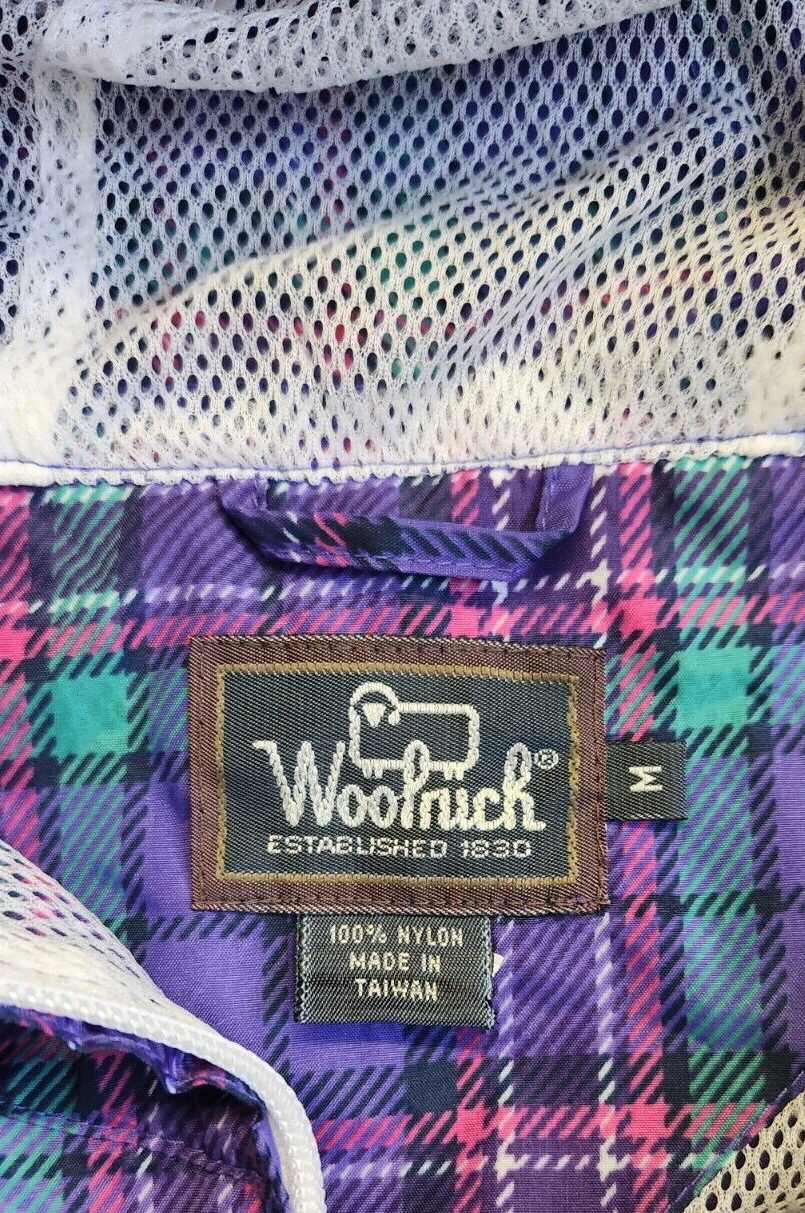 Woolrich®
M
ESTABLISHED 1830
100% NYLON
MADE IN
TAIWAN